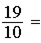 19/10 =